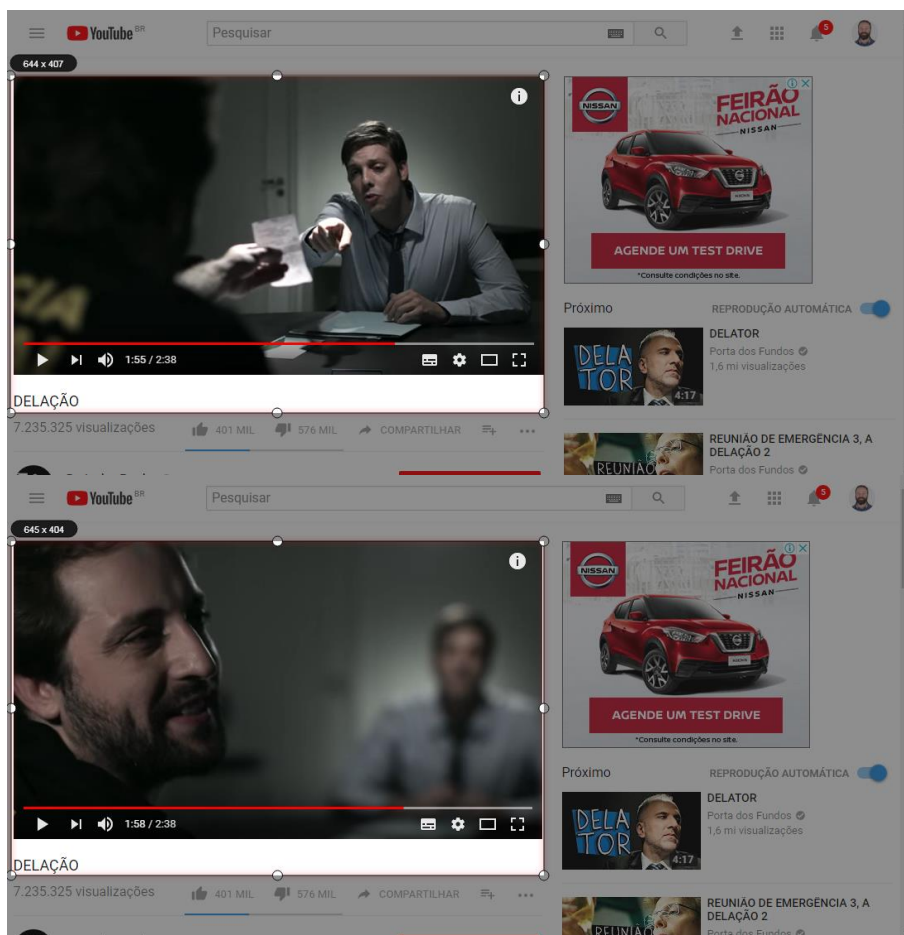 YouTube BR
Pesquisar
5
644 x 407
CIA
1:55 / 2:38
DELAÇÃO
7.235.325 visualizações
401 MIL
576 MIL
COMPARTILHAR
NISSAN
FEIRÃO
NACIONAL
NISSAN
AGENDE UM TEST DRIVE
*Consulte condições no site.
Próximo
REPRODUÇÃO AUTOMÁTICA
DELA
TOR
4:17
DELATOR
Porta dos Fundos
1,6 mi visualizações
REUNIÃO
REUNIÃO DE EMERGÊNCIA 3, A
DELAÇÃO 2
Porta dos Fundos
YouTube BR
Pesquisar
5
645 x 404
1:58 / 2:38
DELAÇÃO
7.235.325 visualizações
401 MIL
576 MIL
COMPARTILHAR
NISSAN
FEIRÃO
NACIONAL
NISSAN
AGENDE UM TEST DRIVE
*Consulte condições no site.
Próximo
REPRODUÇÃO AUTOMÁTICA
DELA
TOR
4:17
DELATOR
Porta dos Fundos
1,6 mi visualizações
REUNIÃO
REUNIÃO DE EMERGÊNCIA 3, A
DELAÇÃO 2
Porta dos Fundos